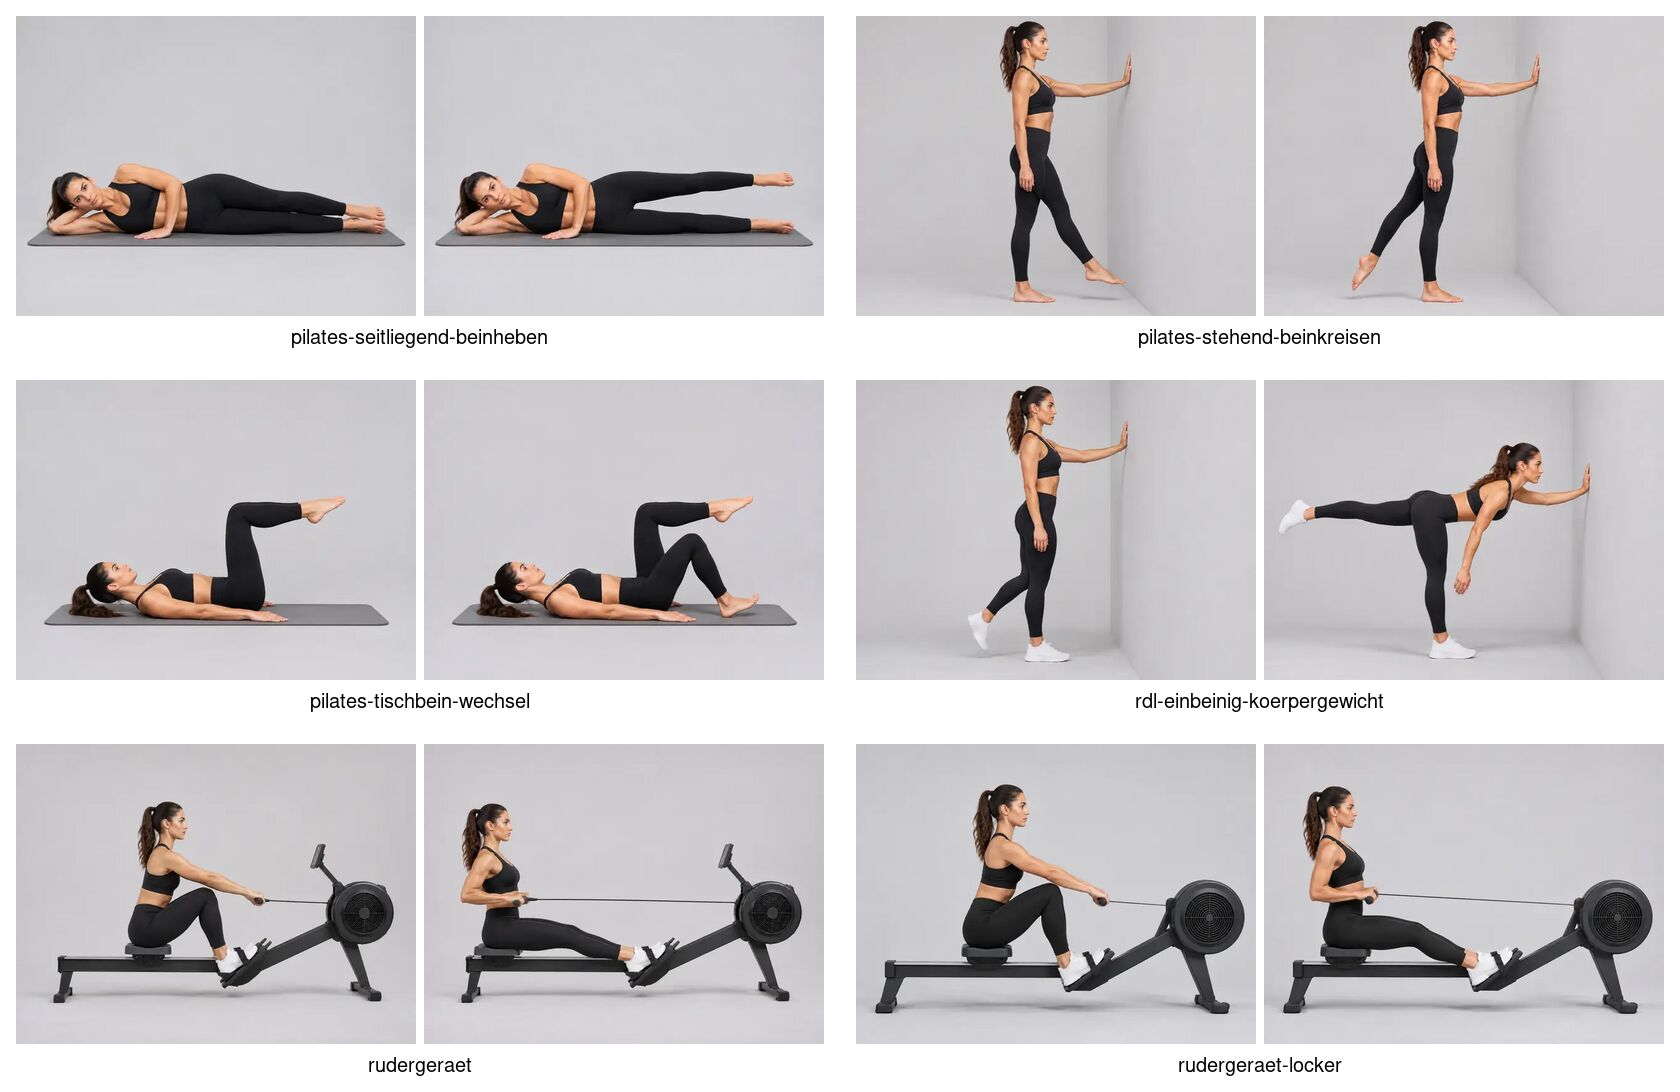 pilates-seitliegend-beinheben
pilates-stehend-beinkreisen
pilates-tischbein-wechsel
rdl-einbeinig-koerpergewicht
rudergeraet
rudergeraet-locker